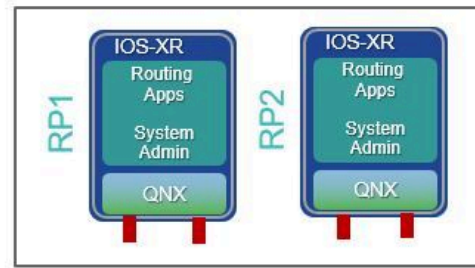 RP1
IOS-XR
Routing
Apps
System
Admin
QNX
RP2
IOS-XR
Routing
Apps
System
Admin
QNX